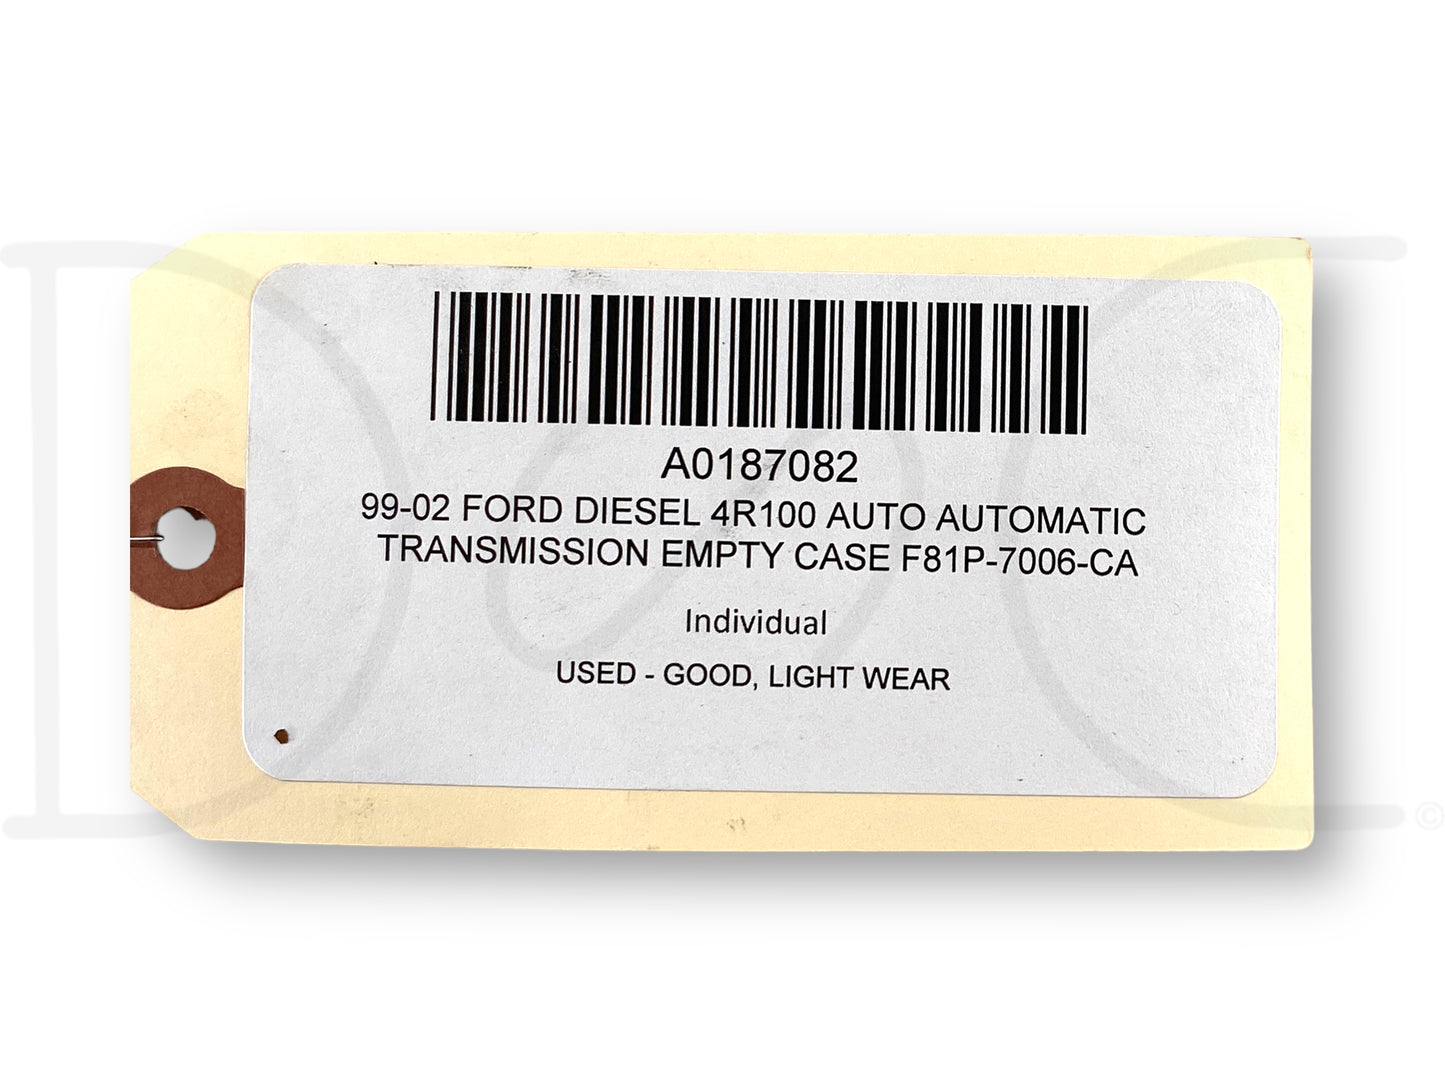 A0187082
99-02 FORD DIESEL 4R100 AUTO AUTOMATIC
TRANSMISSION EMPTY CASE F81P-7006-CA
Individual
USED - GOOD, LIGHT WEAR
©